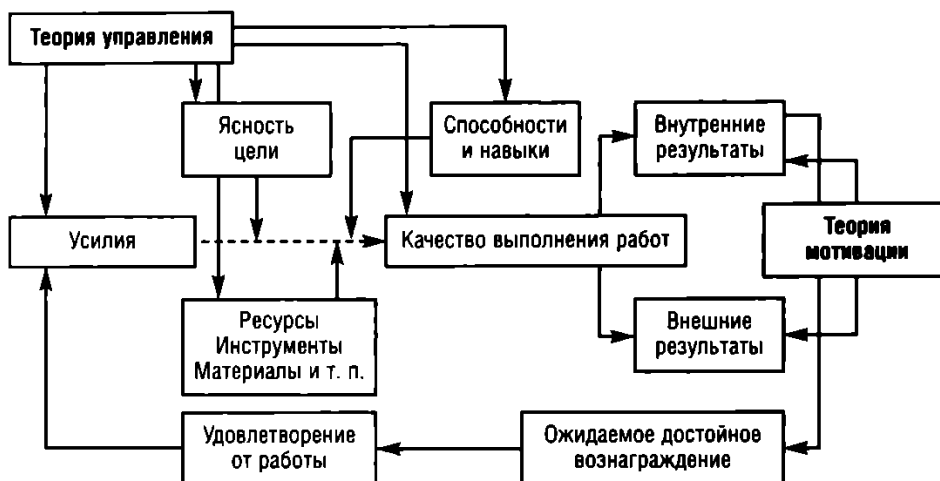 Теория управления
Ясность
цели
Способности
и навыки
Внутренние
результаты
Усилия
Качество выполнения работ
Теория
мотивации
Ресурсы
Инструменты
Материалы и т. п.
Внешние
результаты
Удовлетворение
от работы
Ожидаемое достойное
вознаграждение